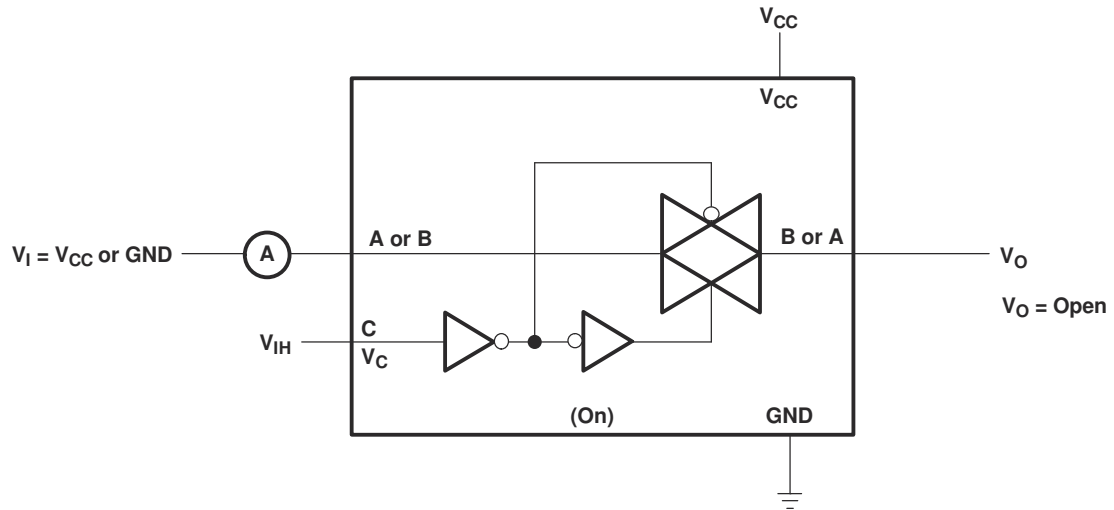 VCC
VCC
A or B
B or A
VI = VCC or GND
A
VO
VO = Open
C
VIH
VC
(On)
GND